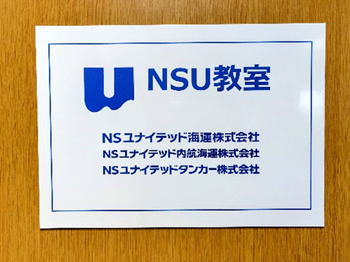 NSU教室
NSユナイテッド海運株式会社
NSユナイテッド内航海運株式会社
NSユナイテッドタンカー株式会社